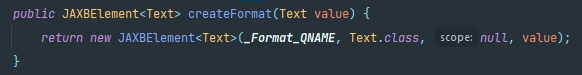 public JAXBElement<Text> createFormat(Text value) {
return new JAXBElement<Text>(_Format_QNAME, Text.class, scope: null, value);
}